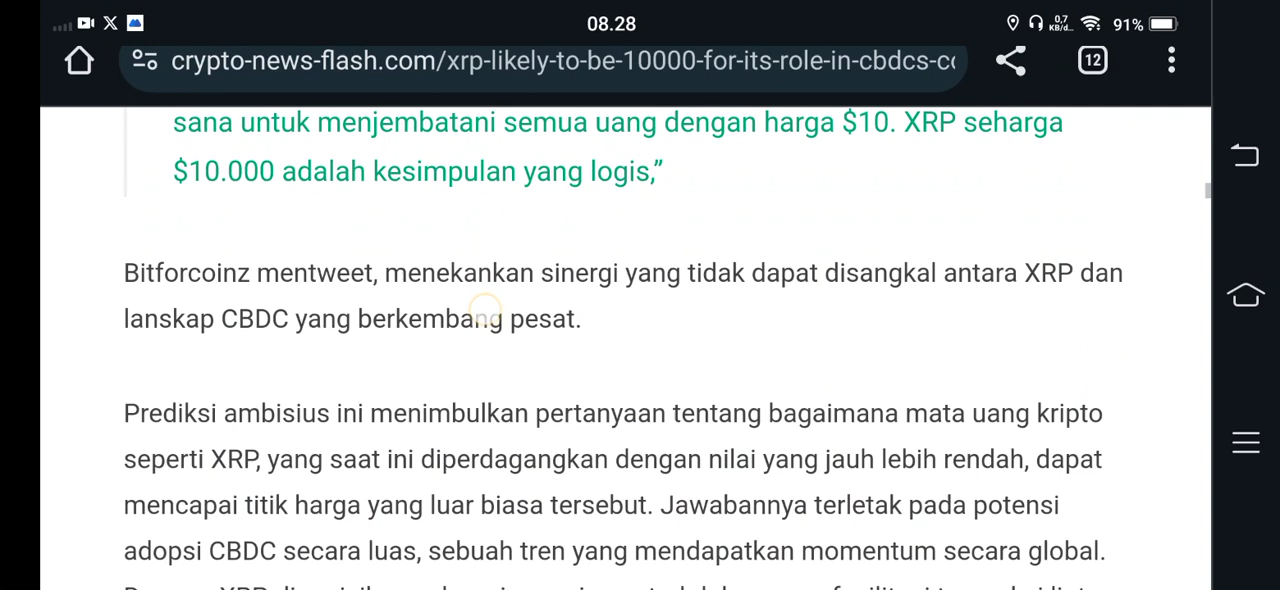 08.28
0,7
KB/d...
91%
crypto-news-flash.com/xrp-likely-to-be-10000-for-its-role-in-cbdcs-c
12
sana untuk menjembatani semua uang dengan harga $10. XRP seharga
$10.000 adalah kesimpulan yang logis,”
Bitforcoinz mentweet, menekankan sinergi yang tidak dapat disangkal antara XRP dan
lanskap CBDC yang berkembang pesat.
Prediksi ambisius ini menimbulkan pertanyaan tentang bagaimana mata uang kripto
seperti XRP, yang saat ini diperdagangkan dengan nilai yang jauh lebih rendah, dapat
mencapai titik harga yang luar biasa tersebut. Jawabannya terletak pada potensi
adopsi CBDC secara luas, sebuah tren yang mendapatkan momentum secara global.